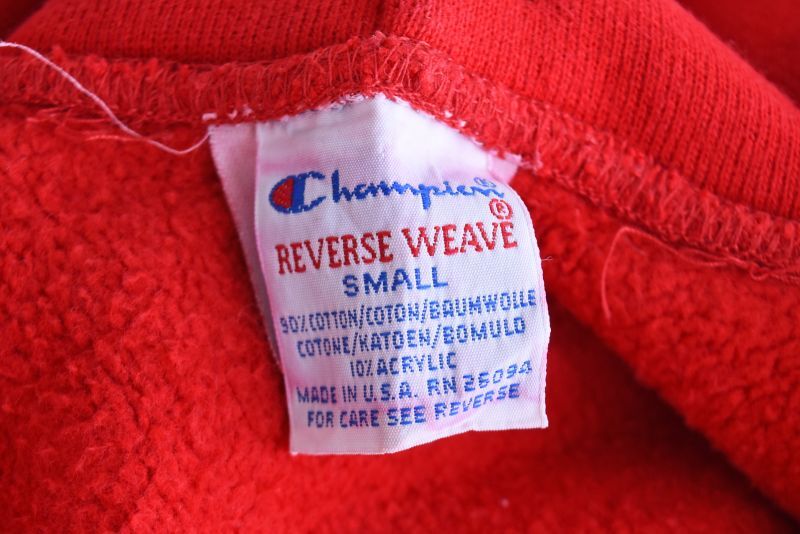 Champion®
REVERSE WEAVE®
SMALL
90% COTTON/COTON/BAUMWOLLE
COTONE/KATOEN/BOMULD
10% ACRYLIC
MADE IN U.S.A. RN 26094
FOR CARE SEE REVERSE